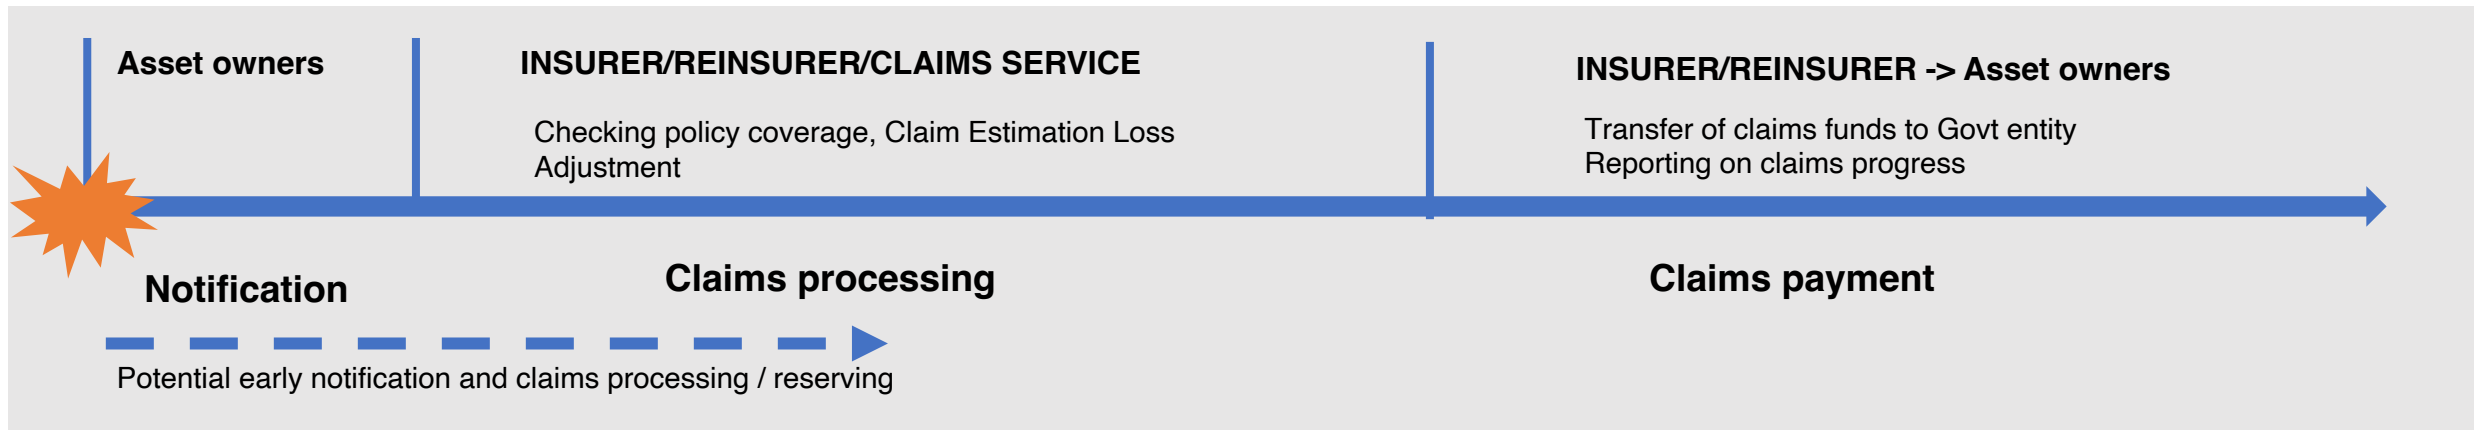 Asset owners
INSURER/REINSURER/CLAIMS SERVICE
Checking policy coverage, Claim Estimation Loss
Adjustment
INSURER/REINSURER -> Asset owners
Transfer of claims funds to Govt entity
Reporting on claims progress
Notification
Claims processing
Claims payment
Potential early notification and claims processing / reserving